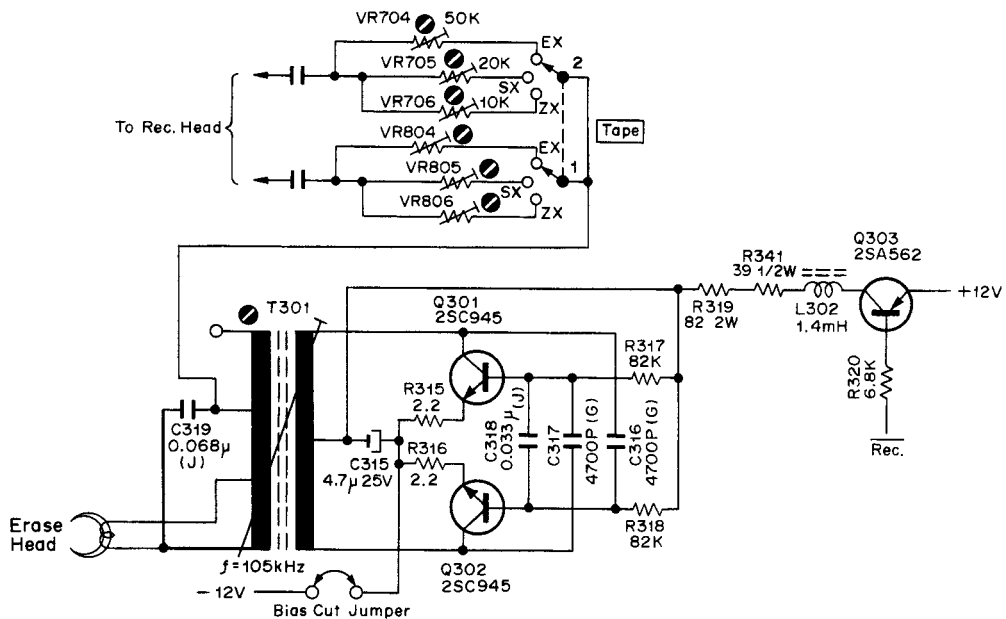 VR704 50K
EX
VR705 20K
2
SX
VR706 10K
ZX
To Rec. Head
Tape
VR804
EX
VR805
1
SX
VR806
ZX
Q303
2SA562
R341
39 1/2W
+12V
R319
82 2W
L302
1.4mH
T301
Q301
2SC945
R317
82K
R320
6.8K
R315
2.2
C319
0.068μ
(J)
C315
4.7μ 25V
R316
2.2
C318
0.033μ (J)
C317
4700P (G)
C316
4700P (G)
Rec.
R318
82K
Erase
Head
f=105kHz
Q302
2SC945
-12V
Bias Cut Jumper